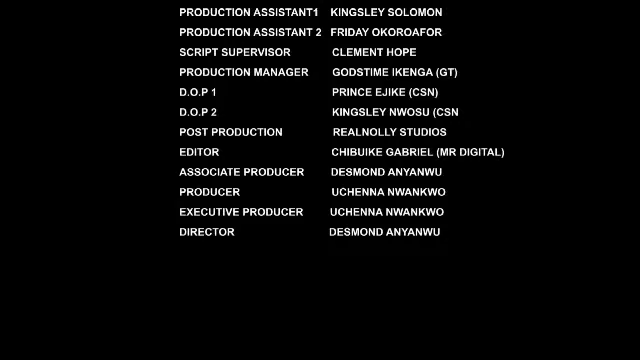 PRODUCTION ASSISTANT1 KINGSLEY SOLOMON
PRODUCTION ASSISTANT 2 FRIDAY OKOROAFOR
SCRIPT SUPERVISOR CLEMENT HOPE
PRODUCTION MANAGER GODSTIME IKENGA (GT)
D.O.P 1 PRINCE EJIKE (CSN)
D.O.P 2 KINGSLEY NWOSU (CSN
POST PRODUCTION REALNOLLY STUDIOS
EDITOR CHIBUIKE GABRIEL (MR DIGITAL)
ASSOCIATE PRODUCER DESMOND ANYANWU
PRODUCER UCHENNA NWANKWO
EXECUTIVE PRODUCER UCHENNA NWANKWO
DIRECTOR DESMOND ANYANWU